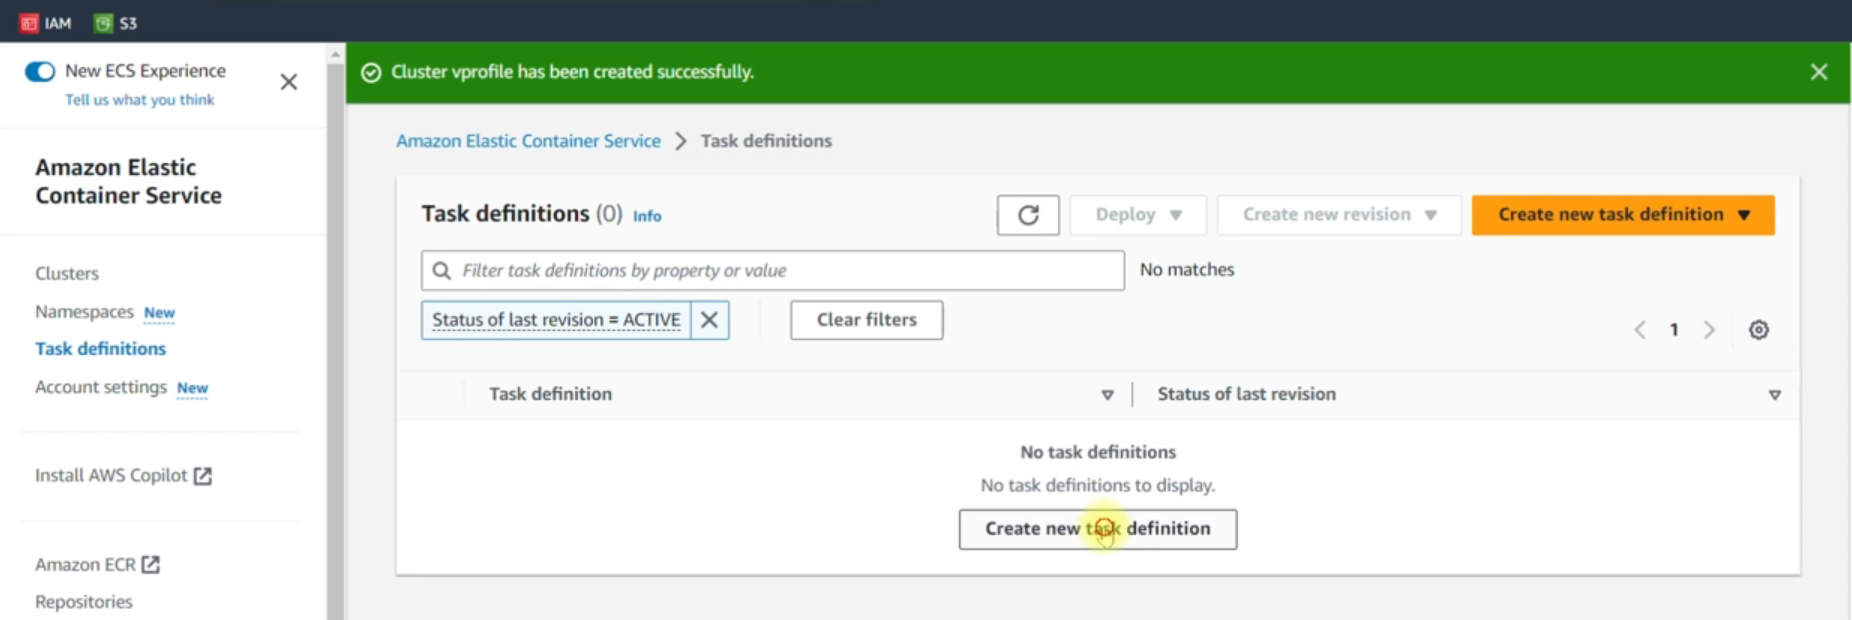 IAM S3
New ECS Experience
Tell us what you think
Cluster vprofile has been created successfully.
Amazon Elastic Container Service
Clusters
Namespaces New
Task definitions
Account settings New
Install AWS Copilot
Amazon ECR
Repositories
Amazon Elastic Container Service > Task definitions
Task definitions (0) Info
Deploy
Create new revision
Create new task definition
Filter task definitions by property or value
No matches
Status of last revision = ACTIVE
Clear filters
1
Task definition
Status of last revision
No task definitions
No task definitions to display.
Create new task definition